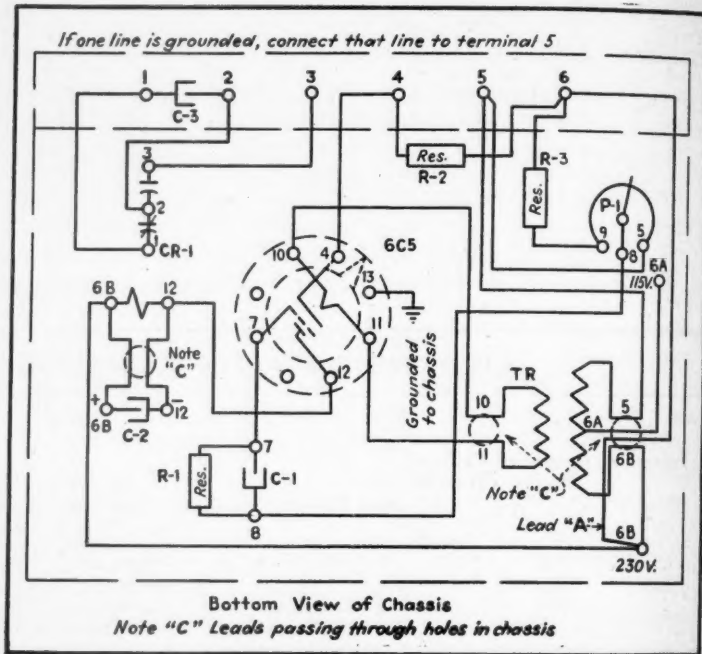 If one line is grounded, connect that line to terminal 5
1 2 3 4 5 6
C-3
Res.
R-2
R-3
Res.
3
2
1
CR-1
P-1
9 8 5
6A
115V.
10 4 6C5
13
7 11
12
6B 12
Note
"C"
+ −
6B 12
C-2
Grounded
to chassis
TR
10
11
6A
5
6B
Note "C"
Lead "A"
6B
230V.
7
R-1
Res.
C-1
8
Bottom View of Chassis
Note "C" Leads passing through holes in chassis